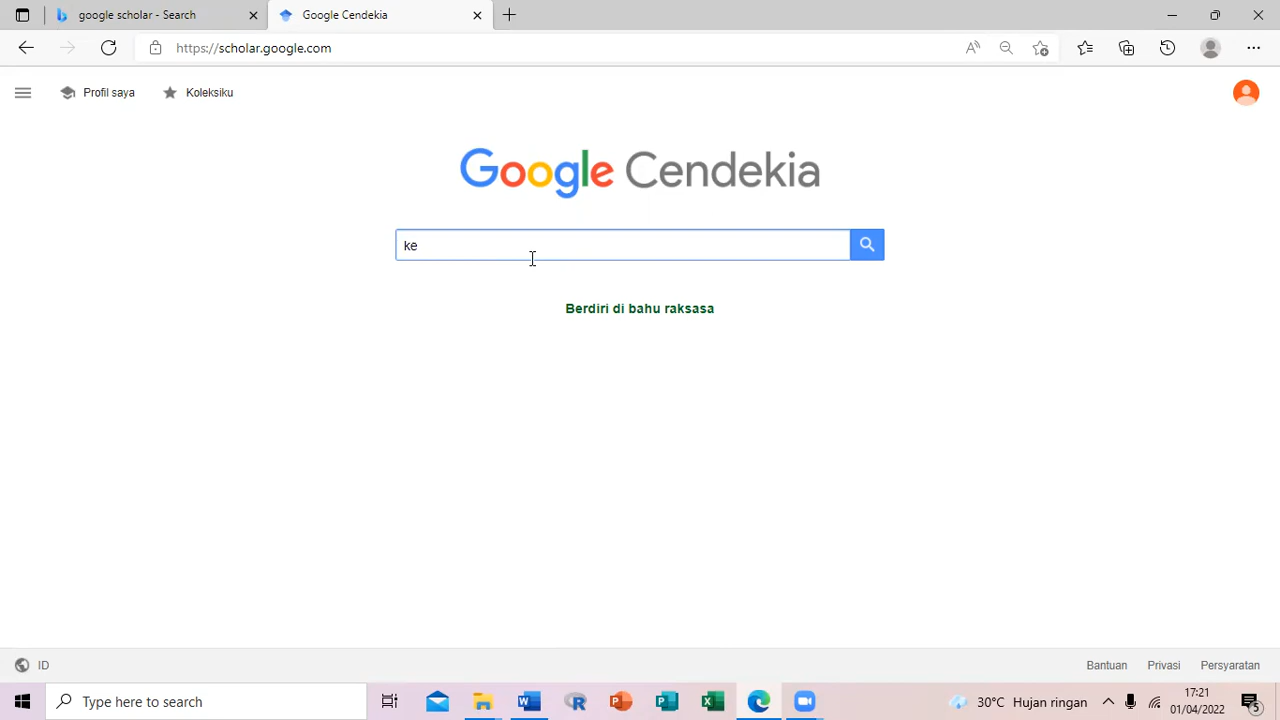 google scholar - Search
Google Cendekia
https://scholar.google.com
Profil saya
Koleksiku
Google Cendekia
ke
Berdiri di bahu raksasa
ID
Bantuan
Privasi
Persyaratan
Type here to search
30°C Hujan ringan
17:21
01/04/2022
5